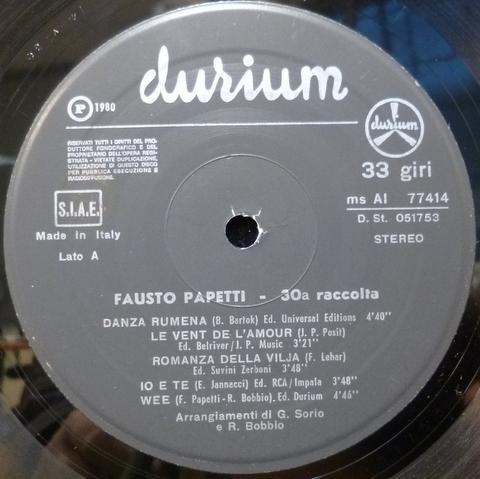 durium
P 1980
durium
RISERVATI TUTTI I DIRITTI DEL PRO-
DUTTORE FONOGRAFICO E DEL
PROPRIETARIO DELL'OPERA REGI-
STRATA - VIETATE DUPLICAZIONE,
UTILIZZAZIONE DI QUESTO DISCO
PER PUBBLICA ESECUZIONE E
RADIODIFFUSIONE.
33 giri
S.I.A.E.
ms AI 77414
D. St. 051753
Made in Italy
STEREO
Lato A
FAUSTO PAPETTI - 30a raccolta
DANZA RUMENA (B. Bartok) Ed. Universal Editions 4'40''
LE VENT DE L'AMOUR (J. P. Posit)
Ed. Belriver/J. P. Music 3'21''
ROMANZA DELLA VILJA (F. Lehar)
Ed. Suvini Zerboni 3'48''
IO E TE (E. Jannacci) Ed. RCA/Impala 3'48''
WEE (F. Papetti-R. Bobbio) Ed. Durium 4'46''
Arrangiamenti di G. Sorio
e R. Bobbio